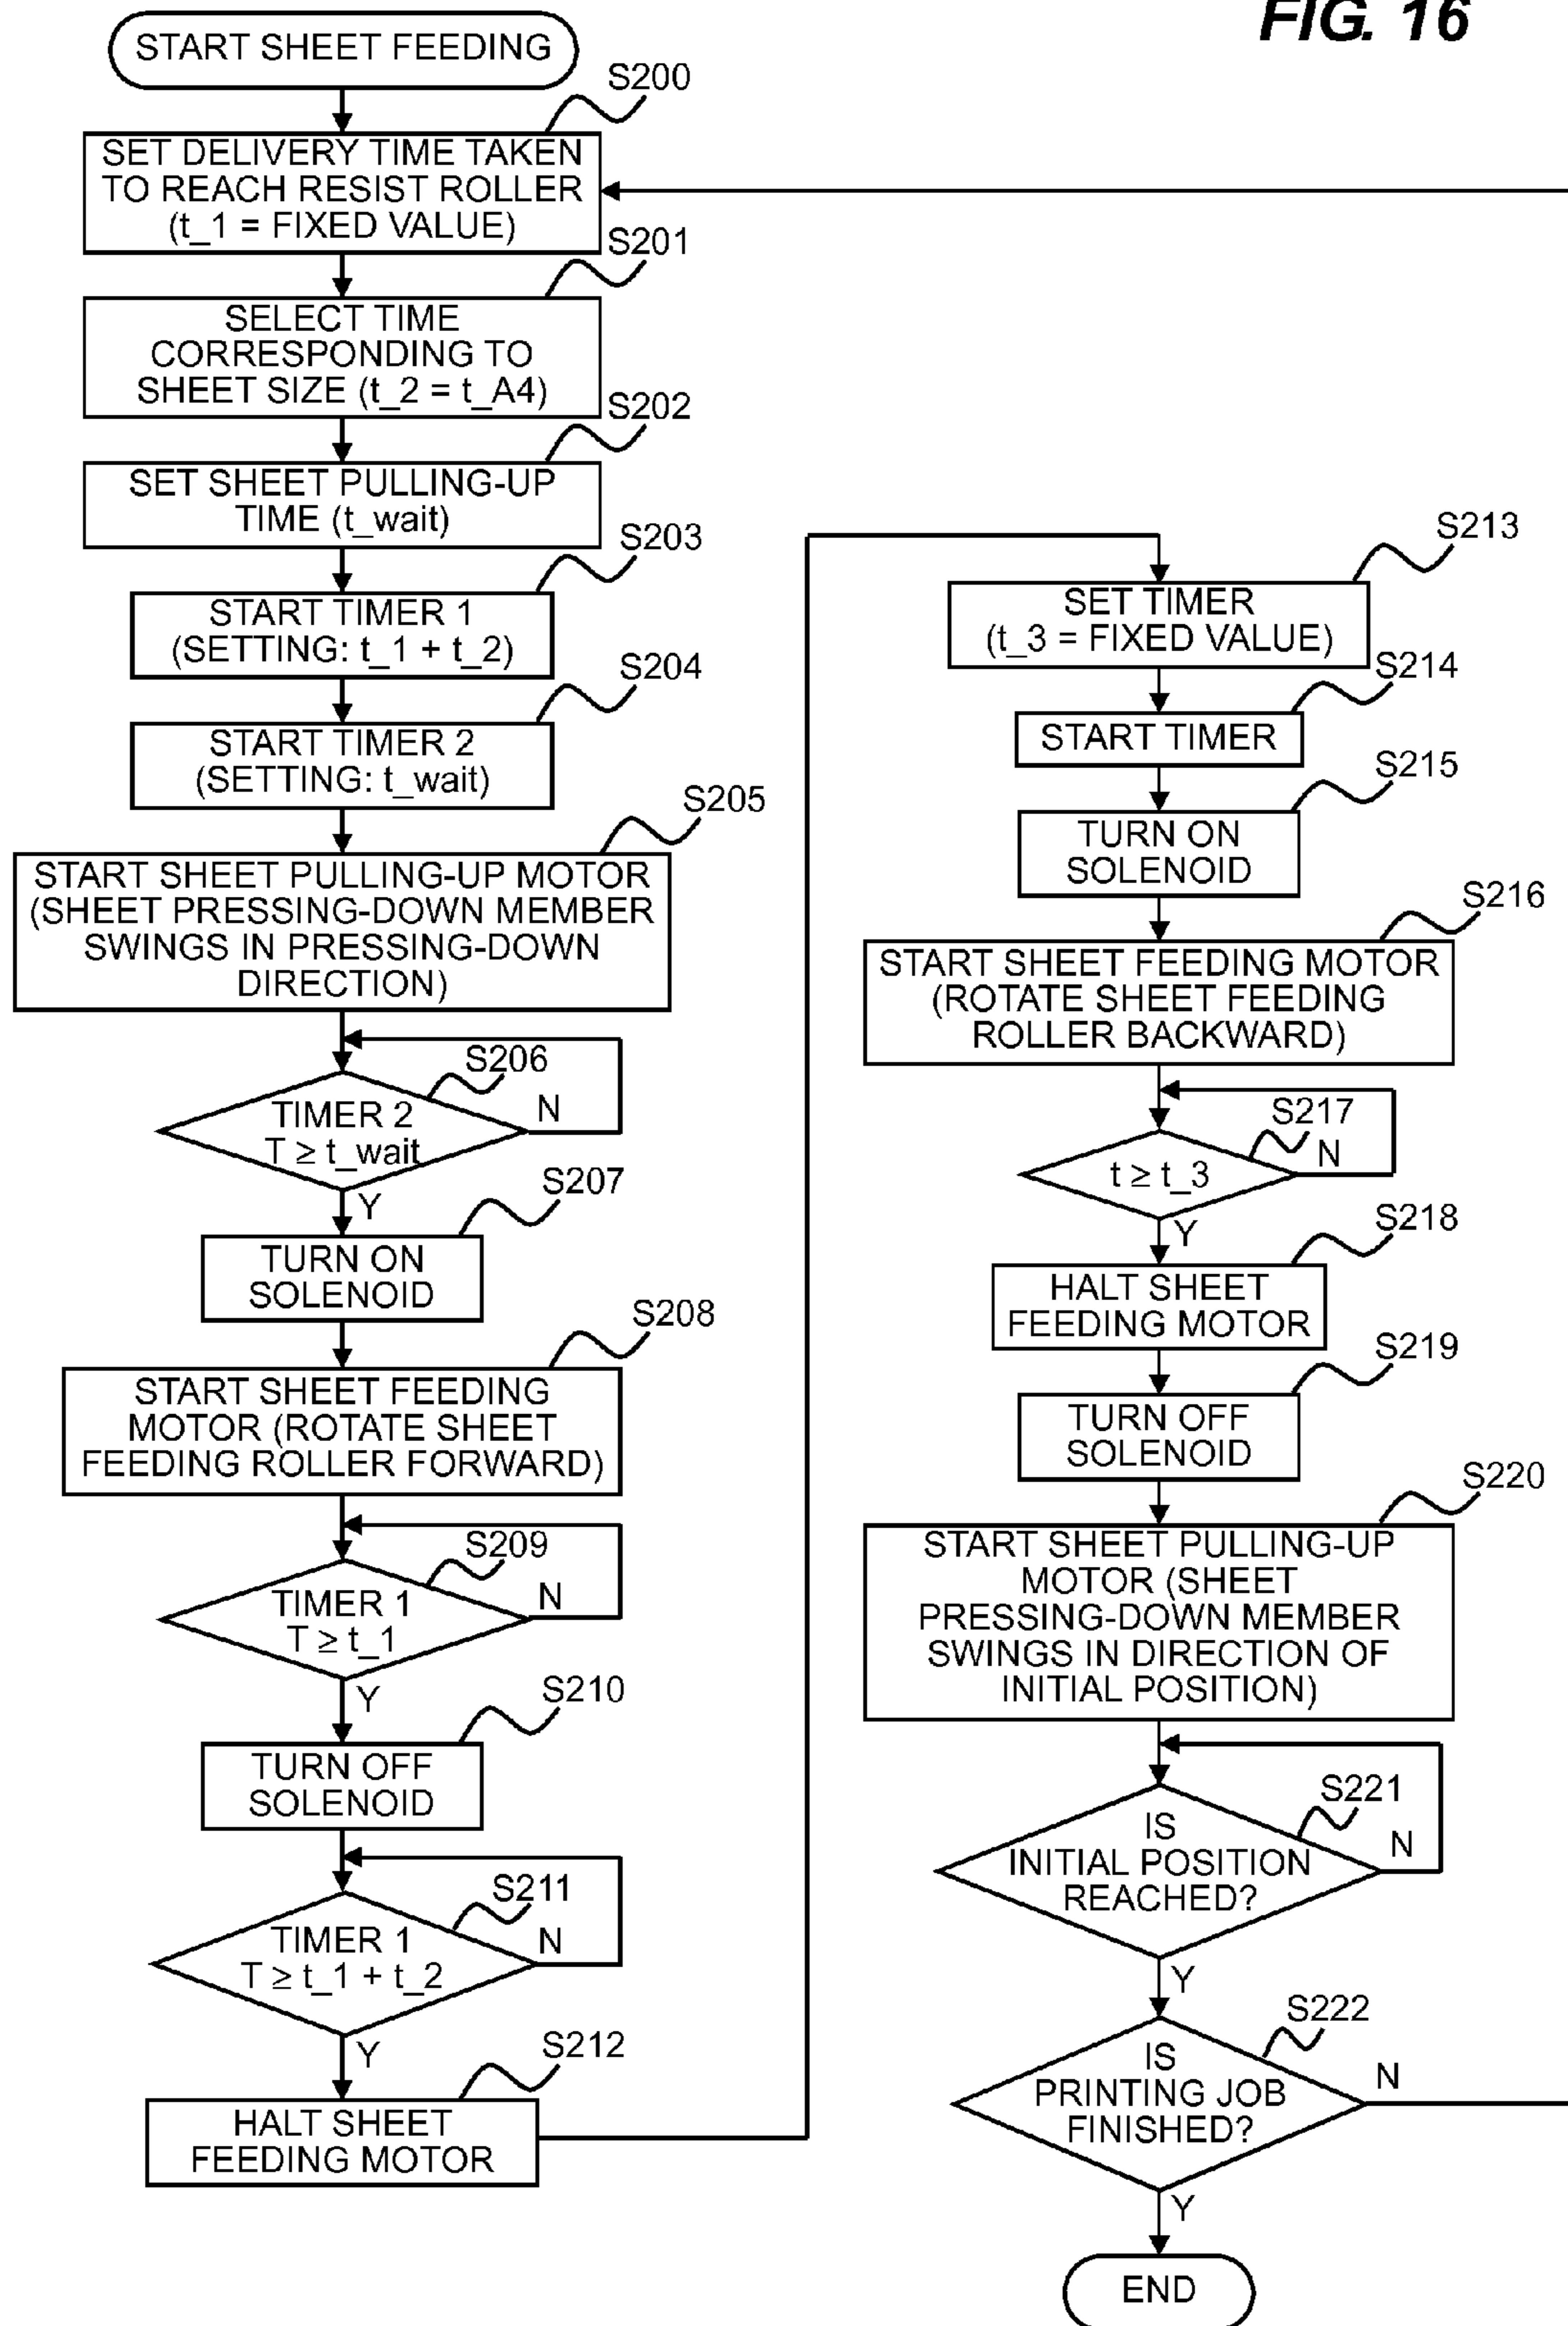 FIG. 16
START SHEET FEEDING
S200
SET DELIVERY TIME TAKEN
TO REACH RESIST ROLLER
(t_1 = FIXED VALUE)
S201
SELECT TIME
CORRESPONDING TO
SHEET SIZE (t_2 = t_A4)
S202
SET SHEET PULLING-UP
TIME (t_wait)
S203
START TIMER 1
(SETTING: t_1 + t_2)
S204
START TIMER 2
(SETTING: t_wait)
S205
START SHEET PULLING-UP MOTOR
(SHEET PRESSING-DOWN MEMBER
SWINGS IN PRESSING-DOWN
DIRECTION)
S206
TIMER 2
T ≥ t_wait
N
Y
S207
TURN ON
SOLENOID
S208
START SHEET FEEDING
MOTOR (ROTATE SHEET
FEEDING ROLLER FORWARD)
S209
TIMER 1
T ≥ t_1
N
Y
S210
TURN OFF
SOLENOID
S211
TIMER 1
T ≥ t_1 + t_2
N
Y
S212
HALT SHEET
FEEDING MOTOR
S213
SET TIMER
(t_3 = FIXED VALUE)
S214
START TIMER
S215
TURN ON
SOLENOID
S216
START SHEET FEEDING MOTOR
(ROTATE SHEET FEEDING
ROLLER BACKWARD)
S217
t ≥ t_3
N
Y
S218
HALT SHEET
FEEDING MOTOR
S219
TURN OFF
SOLENOID
S220
START SHEET PULLING-UP
MOTOR (SHEET
PRESSING-DOWN MEMBER
SWINGS IN DIRECTION OF
INITIAL POSITION)
S221
IS
INITIAL POSITION
REACHED?
N
Y
S222
IS
PRINTING JOB
FINISHED?
N
Y
END